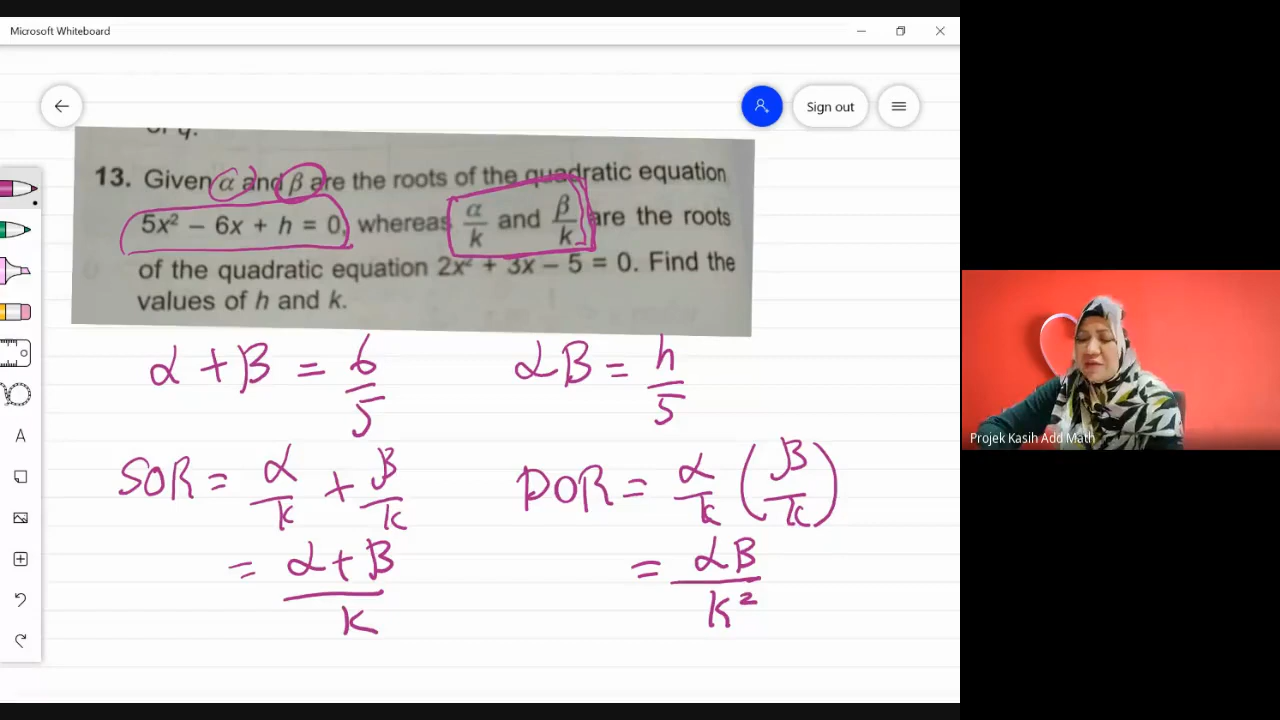 Microsoft Whiteboard
Sign out
or q.
13. Given α and β are the roots of the quadratic equation
5x² − 6x + h = 0, whereas α/k and β/k are the roots
of the quadratic equation 2x² + 3x − 5 = 0. Find the
values of h and k.
α + β = 6/5
αβ = h/5
SOR = α/k + β/k
= (α + β)/k
POR = α/k (β/k)
= αβ/k²
A
Projek Kasih Add Math